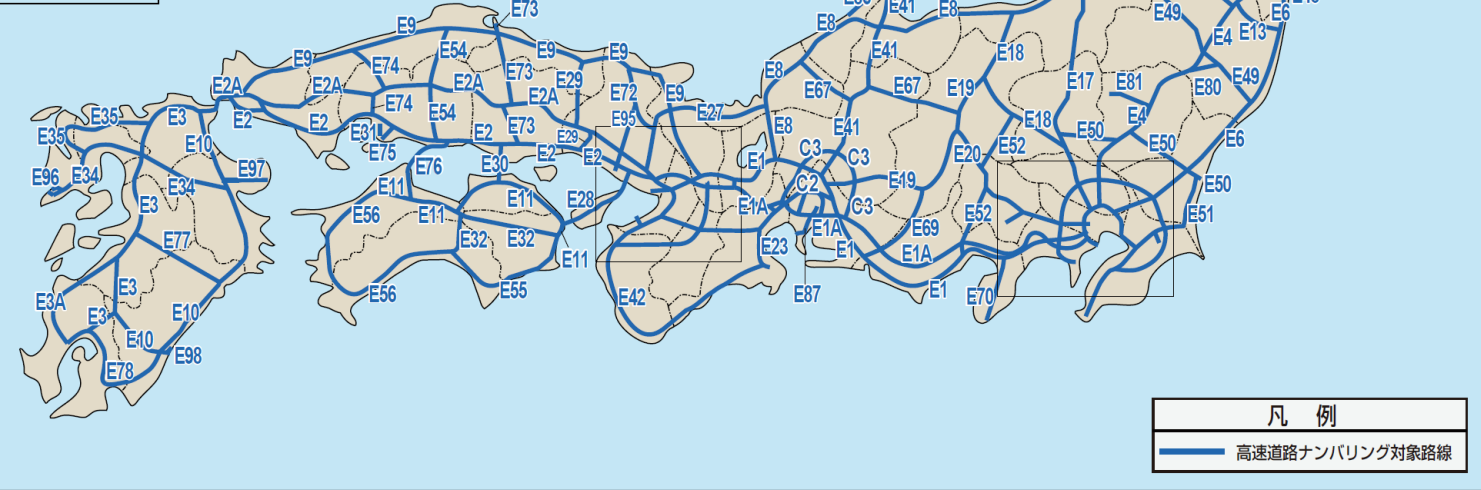 E73
E41
E8
E49
E6
E9
E8
E4
E13
E54
E9
E9
E41
E18
E9
E74
E73
E29
E8
E17
E81
E49
E2A
E2A
E2A
E72
E9
E67
E67
E19
E80
E74
E2A
E35
E3
E2
E2
E54
E73
E95
E27
E18
E4
E35
E31
E2
E29
E8
E41
E50
E50
E6
E10
E75
E2
E2
C3
C3
E52
E96
E34
E97
E76
E30
E1
E20
E34
E11
E11
C2
E19
E50
E3
E56
E11
E28
E1A
C3
E52
E51
E77
E32
E32
E23
E1A
E69
E11
E1
E1A
E3
E3A
E56
E55
E42
E87
E1
E70
E3
E10
E10
E98
E78
凡 例
高速道路ナンバリング対象路線